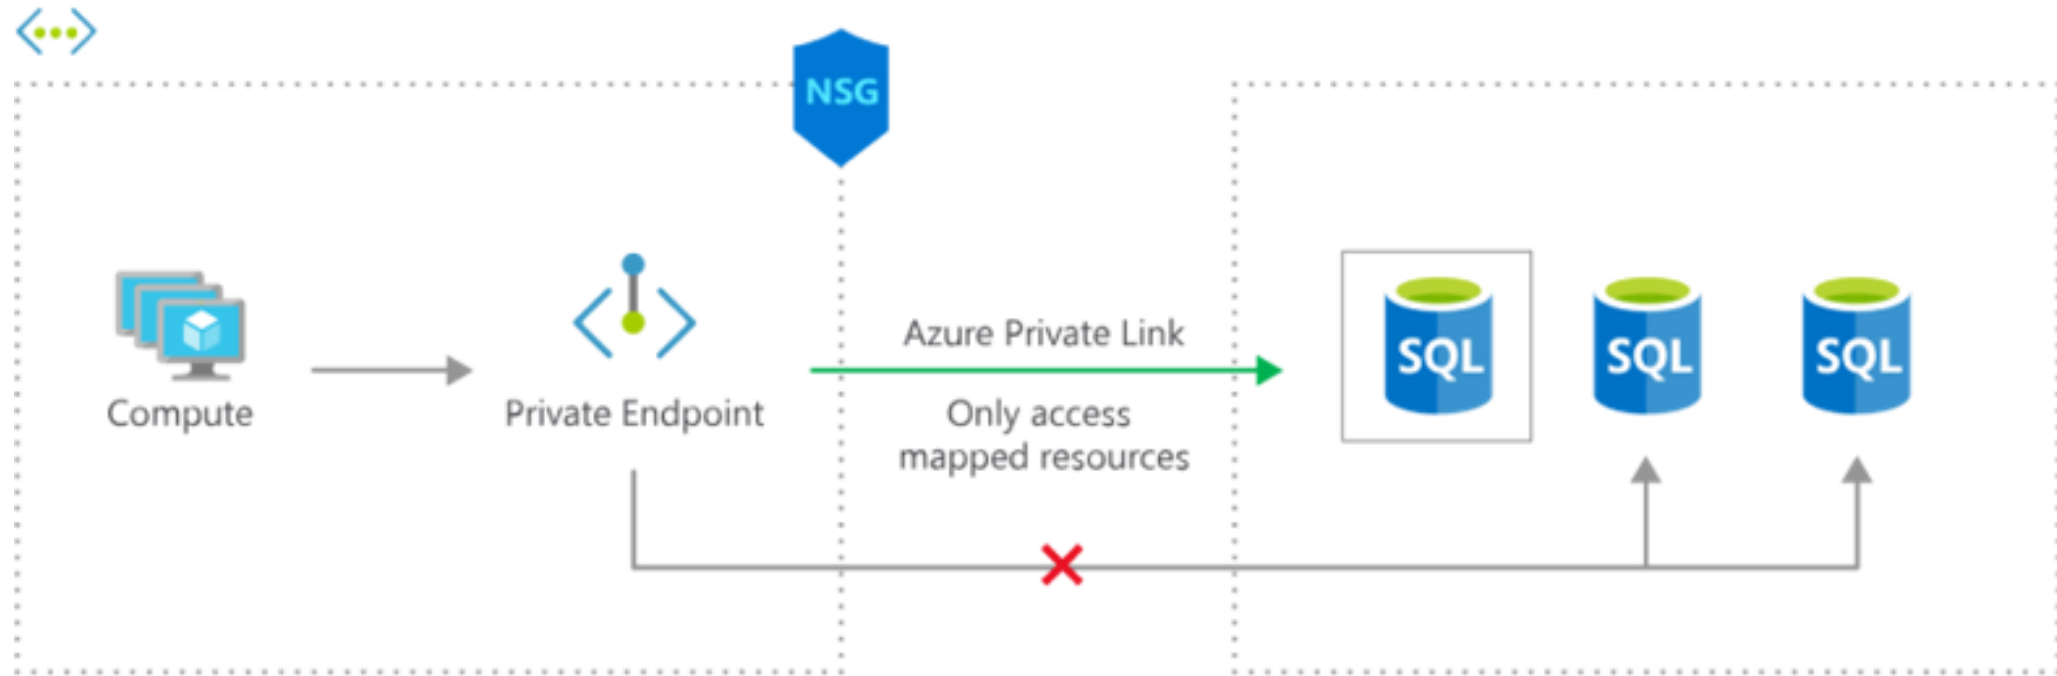 NSG
Azure Private Link
SQL
SQL
SQL
Compute
Private Endpoint
Only access
mapped resources